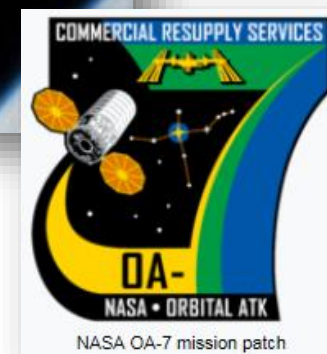 COMMERCIAL RESUPPLY SERVICES
OA-
NASA • ORBITAL ATK
NASA OA-7 mission patch